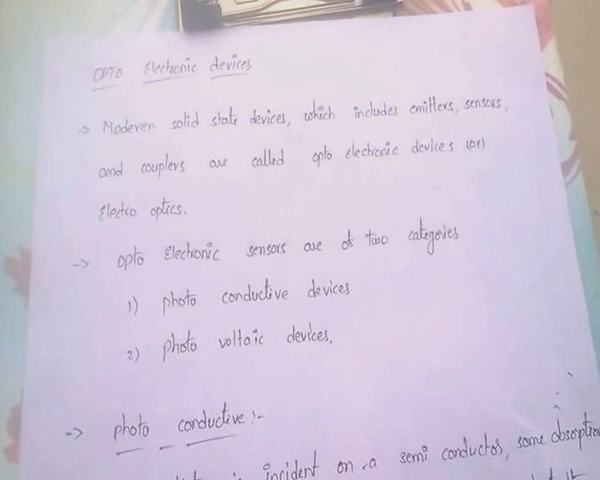 OPTO Electronic devices
-> Moderen solid state devices, which includes emitters, sensors,
and couplers are called opto electronic devices (or)
Electro optics.
-> opto Electronic sensors are of two categories
1) photo conductive devices
2) photo voltaic devices.
-> photo conductive :-
incident on a semi conductor, some absorption